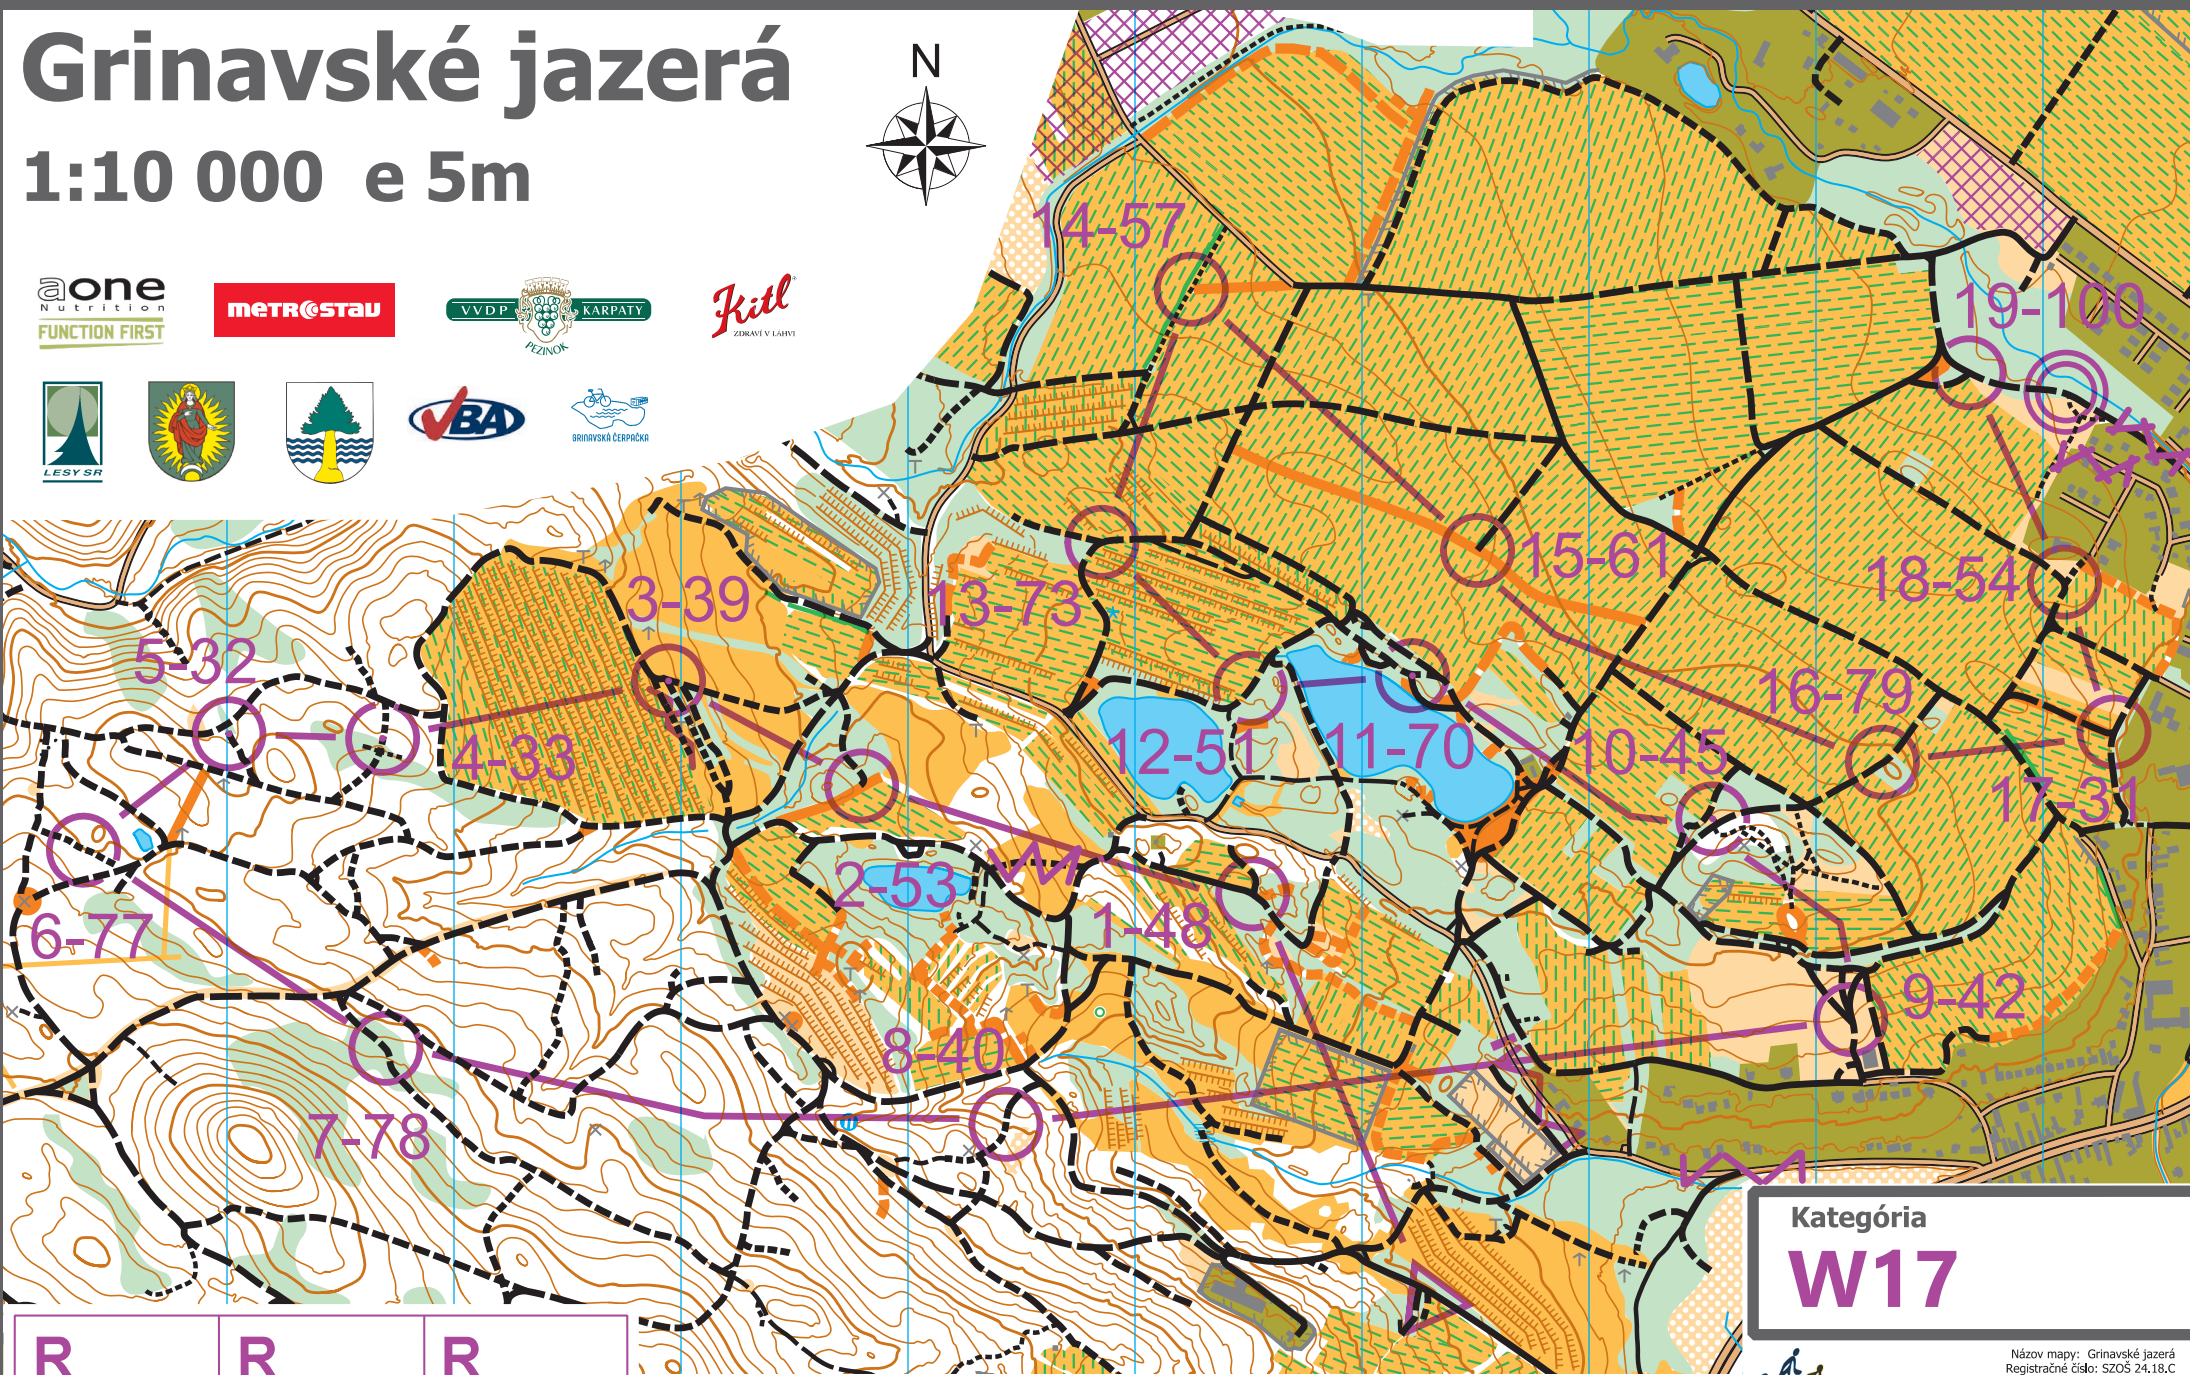 Grinavské jazerá
1:10 000 e 5m
N
aone
Nutrition
FUNCTION FIRST
METROSTAV
VVDP KARPATY
PEZINOK
Kitl
ZDRAVÍ V LÁHVI
LESY SR
VBA
GRINAVSKÁ ČERPAČKA
14-57
19-100
15-61
18-54
3-39
13-73
5-32
4-33
12-51
11-70
10-45
16-79
17-31
2-53
1-48
6-77
9-42
8-40
7-78
Kategória
W17
R
R
R
Názov mapy: Grinavské jazerá
Registračné číslo: SZOŠ 24.18.C